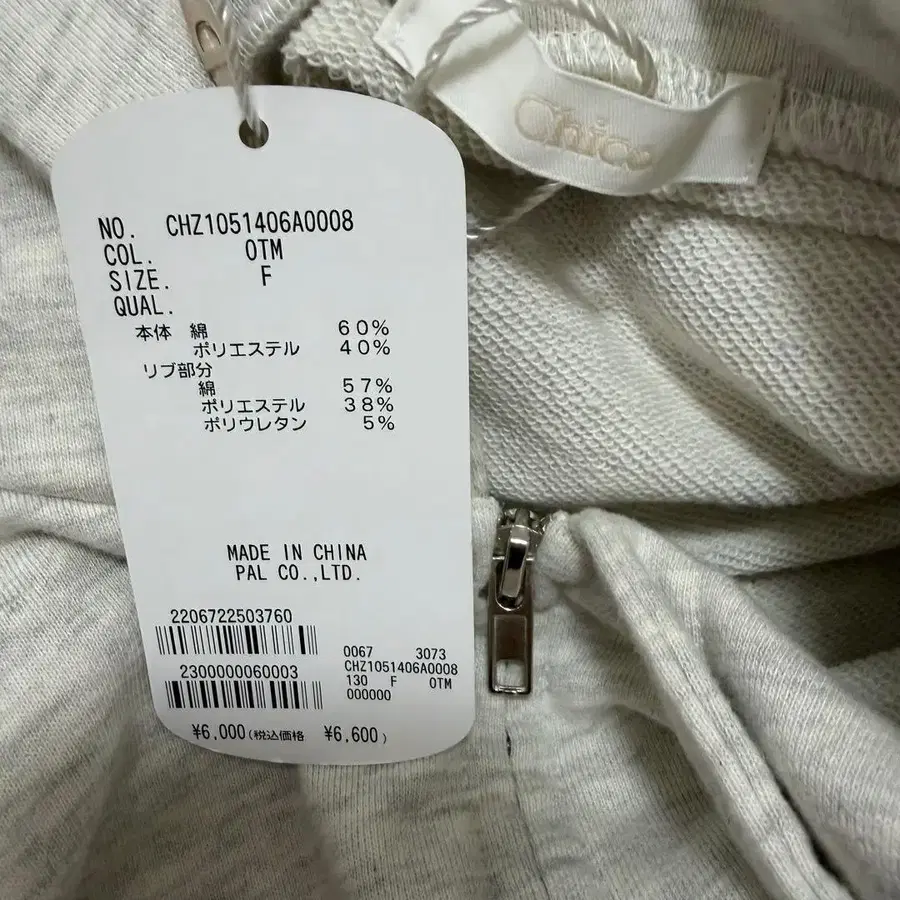 Chico
NO. CHZ1051406A0008
COL. OTM
SIZE. F
QUAL.
本体 綿 60%
ポリエステル 40%
リブ部分
綿 57%
ポリエステル 38%
ポリウレタン 5%
MADE IN CHINA
PAL CO.,LTD.
2206722503760
2300000060003
0067 3073
CHZ1051406A0008
130 F OTM
000000
¥6,000(税込価格 ¥6,600)